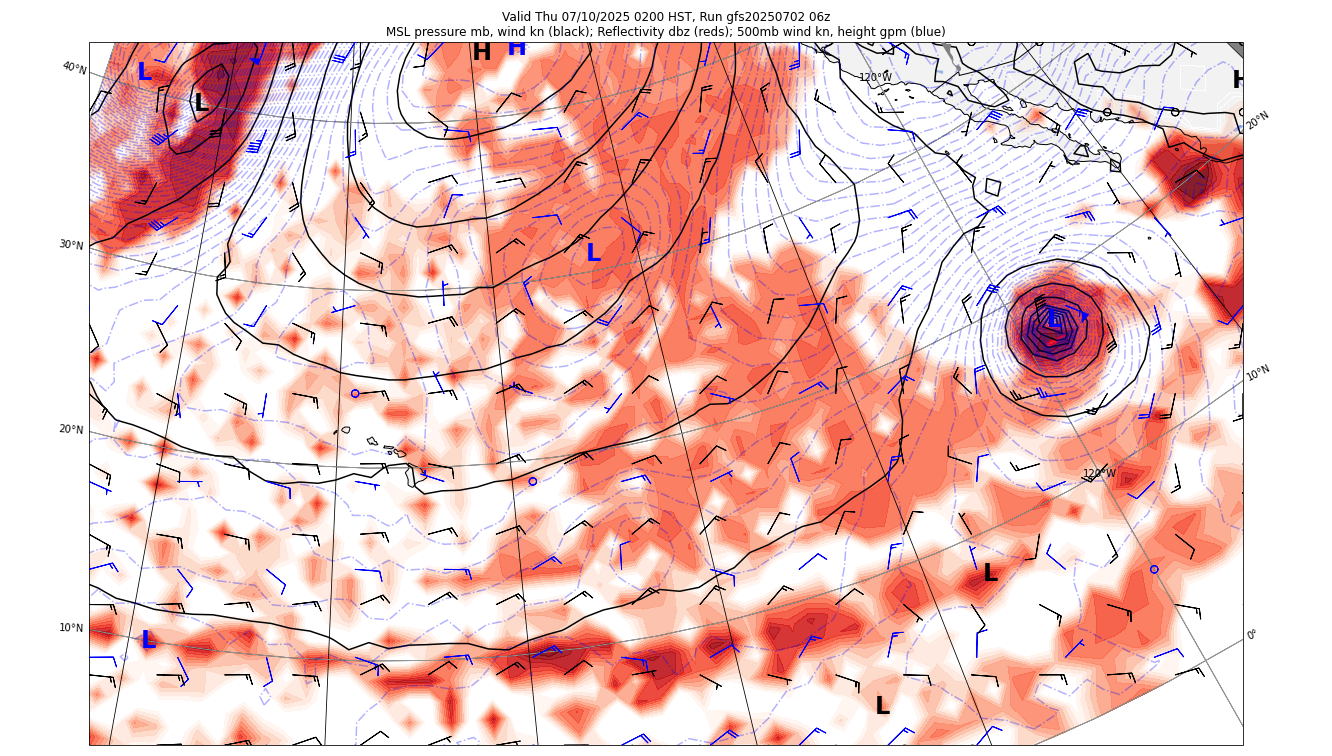 Valid Thu 07/10/2025 0200 HST, Run gfs20250702 06z
MSL pressure mb, wind kn (black); Reflectivity dbz (reds); 500mb wind kn, height gpm (blue)
H H
40°N L 120°W H
L
20°N
30°N L
L
10°N
20°N
120°W
L
10°N L 0°
L